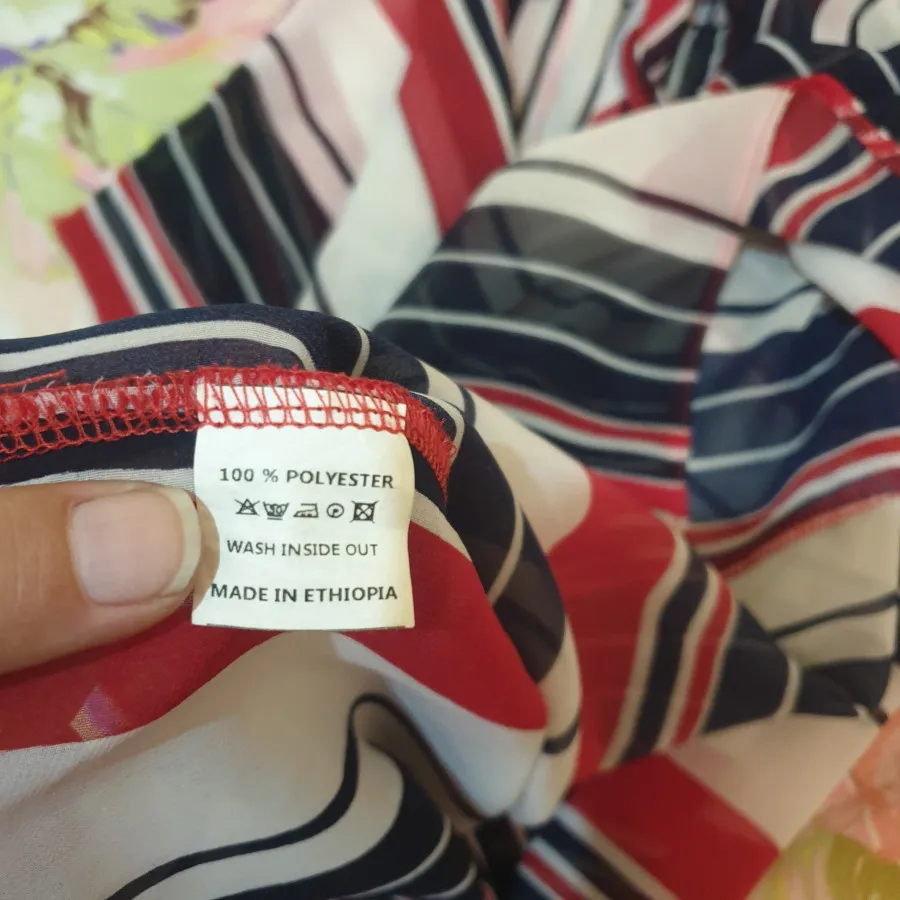 100 % POLYESTER
WASH INSIDE OUT
MADE IN ETHIOPIA